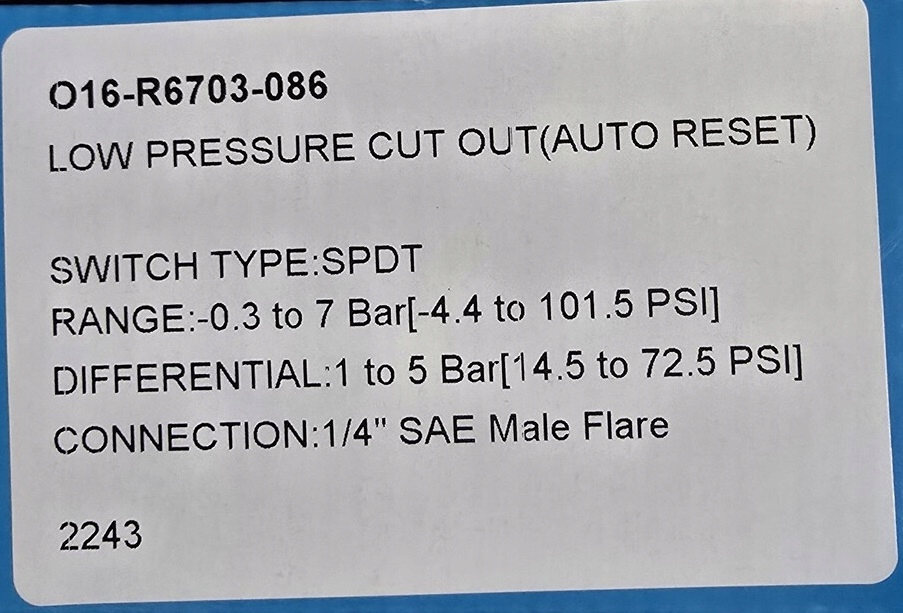 O16-R6703-086
LOW PRESSURE CUT OUT(AUTO RESET)
SWITCH TYPE:SPDT
RANGE:-0.3 to 7 Bar[-4.4 to 101.5 PSI]
DIFFERENTIAL:1 to 5 Bar[14.5 to 72.5 PSI]
CONNECTION:1/4" SAE Male Flare
2243